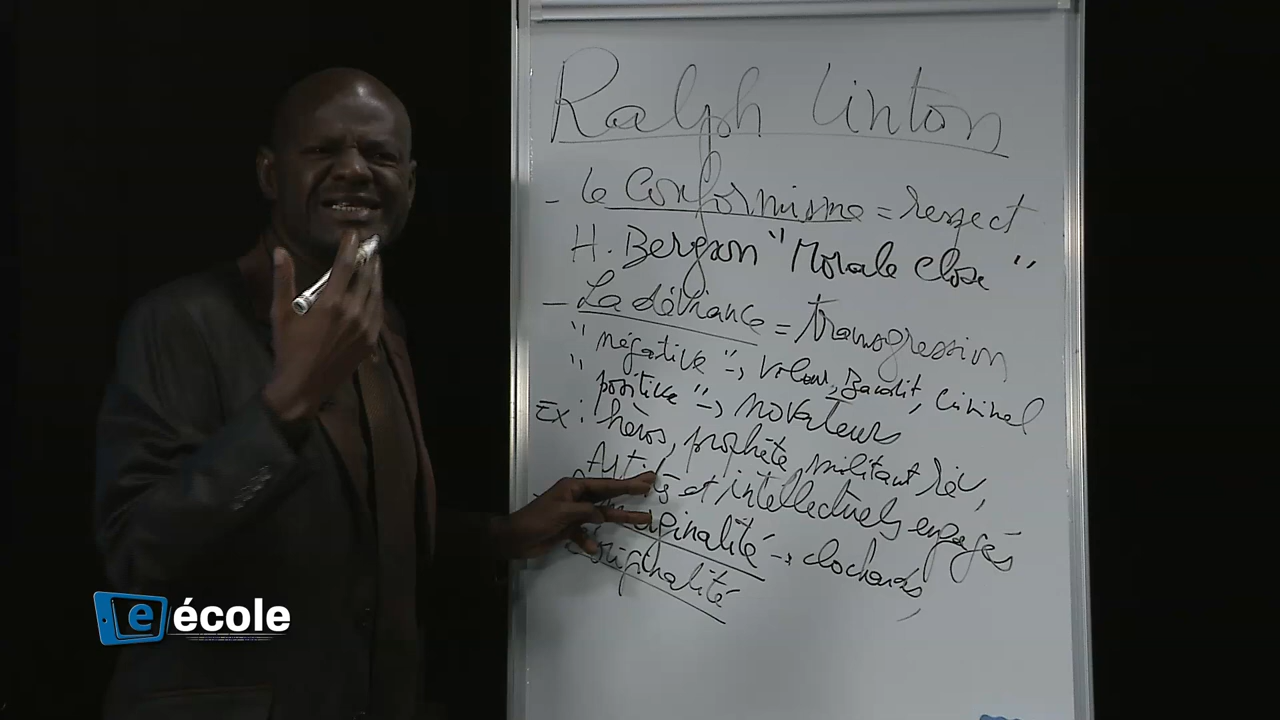 Ralph Linton
- le Conformisme = respect
H. Bergson "Morale close"
- La déviance = transgression
"négative" → voleur, Bandit, criminel
"positive" → novateurs
Ex: héros, prophète, militant rév,
Artistes et intellectuels engagés
- marginalité → clochards,
originalité
e école